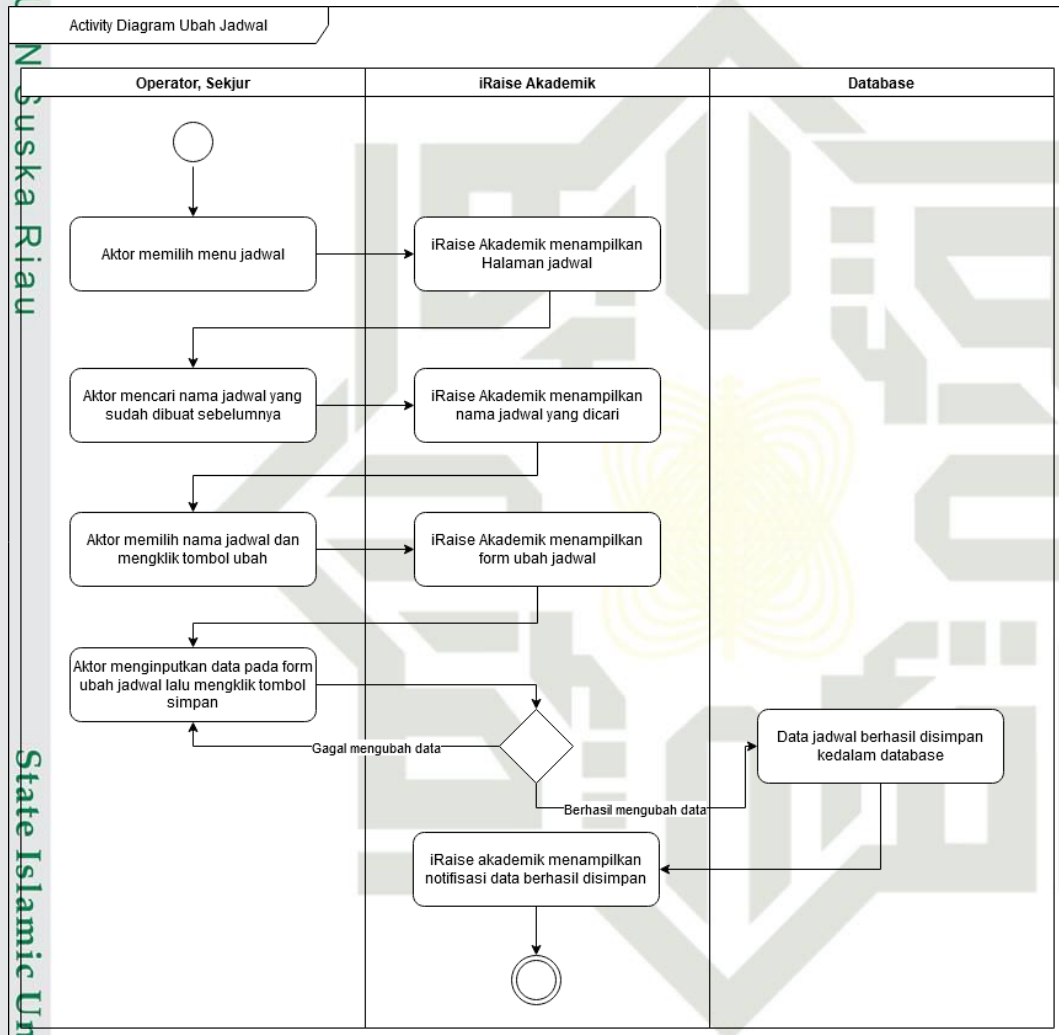 Activity Diagram Ubah Jadwal
Operator, Sekjur
iRaise Akademik
Database
Aktor memilih menu jadwal
iRaise Akademik menampilkan
Halaman jadwal
Aktor mencari nama jadwal yang
sudah dibuat sebelumnya
iRaise Akademik menampilkan
nama jadwal yang dicari
Aktor memilih nama jadwal dan
mengklik tombol ubah
iRaise Akademik menampilkan
form ubah jadwal
Aktor menginputkan data pada form
ubah jadwal lalu mengklik tombol
simpan
Gagal mengubah data
Berhasil mengubah data
Data jadwal berhasil disimpan
kedalam database
iRaise akademik menampilkan
notifisasi data berhasil disimpan
N Suska Riau
State Islamic Un